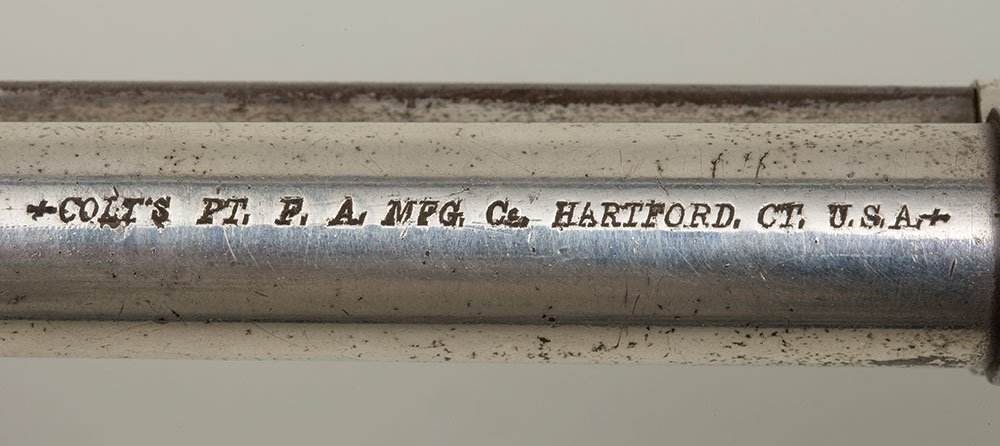 +COLT'S PT. F. A. MFG. Co. HARTFORD. CT. U.S.A.+